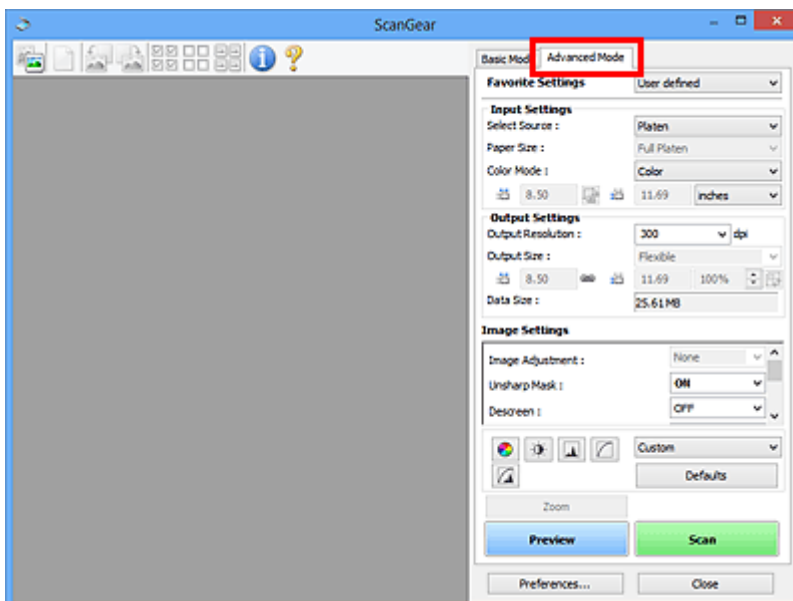 ScanGear
Basic Mod Advanced Mode
Favorite Settings User defined
Input Settings
Select Source : Platen
Paper Size : Full Platen
Color Mode : Color
8.50 11.69 inches
Output Settings
Output Resolution : 300 dpi
Output Size : Flexible
8.50 11.69 100%
Data Size : 25.61 MB
Image Settings
Image Adjustment : None
Unsharp Mask : ON
Descreen : OFF
Custom
Defaults
Zoom
Preview Scan
Preferences... Close